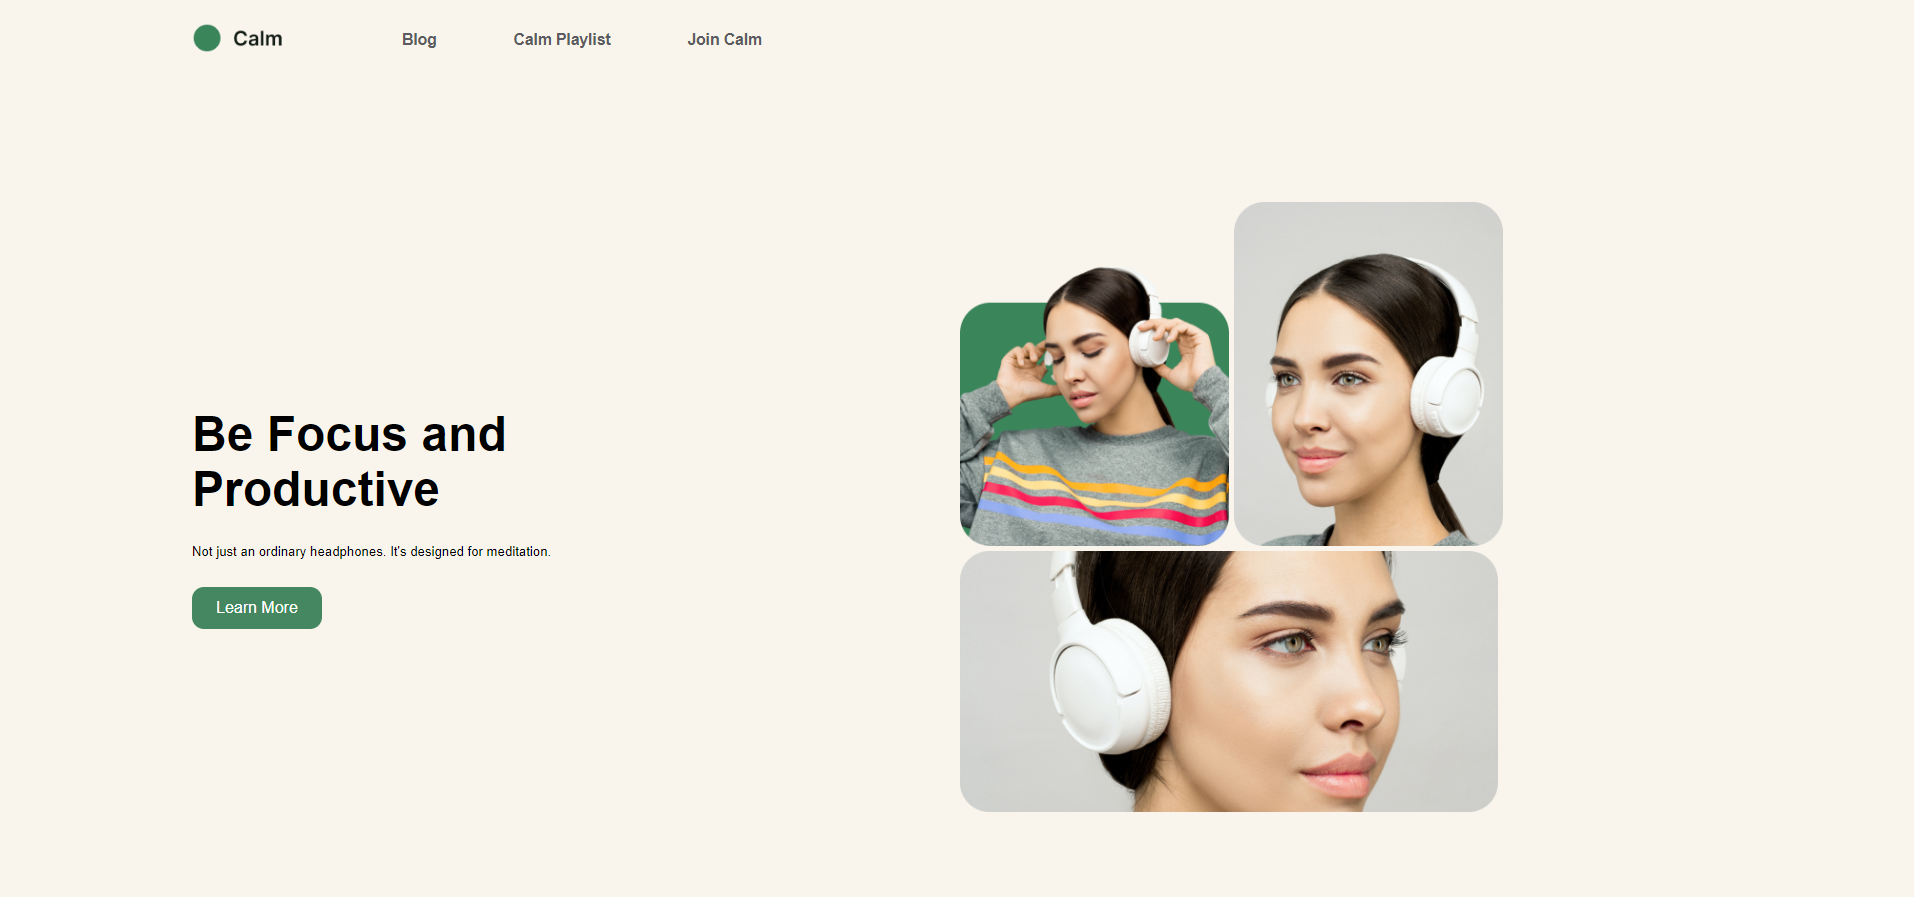 Calm
Blog
Calm Playlist
Join Calm
Be Focus and
Productive
Not just an ordinary headphones. It's designed for meditation.
Learn More